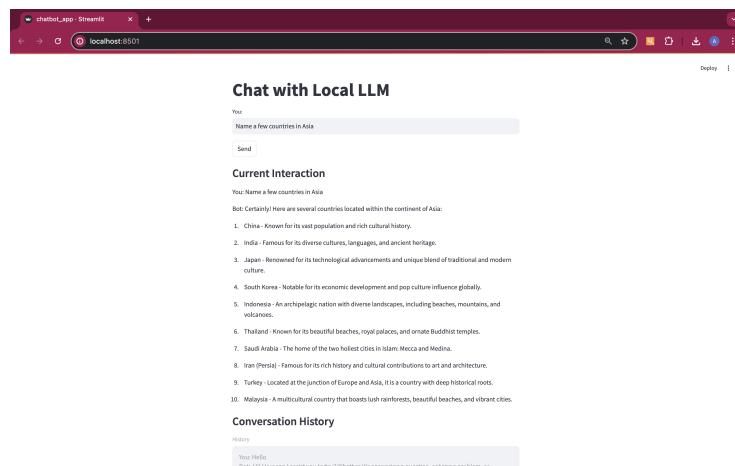 chatbot_app · Streamlit
localhost:8501
Deploy
Chat with Local LLM
You:
Name a few countries in Asia
Send
Current Interaction
You: Name a few countries in Asia
Bot: Certainly! Here are several countries located within the continent of Asia:
1. China - Known for its vast population and rich cultural history.
2. India - Famous for its diverse cultures, languages, and ancient heritage.
3. Japan - Renowned for its technological advancements and unique blend of traditional and modern
culture.
4. South Korea - Notable for its economic development and pop culture influence globally.
5. Indonesia - An archipelagic nation with diverse landscapes, including beaches, mountains, and
volcanoes.
6. Thailand - Known for its beautiful beaches, royal palaces, and ornate Buddhist temples.
7. Saudi Arabia - The home of the two holiest cities in Islam: Mecca and Medina.
8. Iran (Persia) - Famous for its rich history and cultural contributions to art and architecture.
9. Turkey - Located at the junction of Europe and Asia, it is a country with deep historical roots.
10. Malaysia - A multicultural country that boasts lush rainforests, beautiful beaches, and vibrant cities.
Conversation History
History
You: Hello